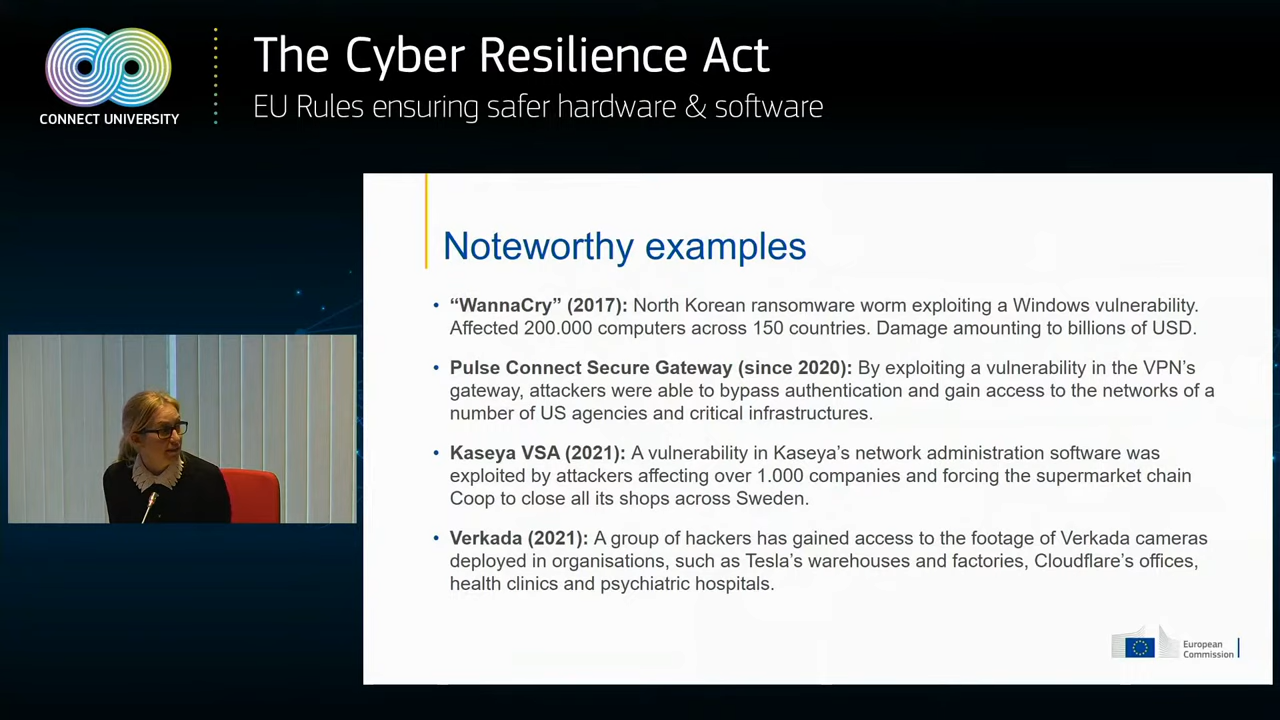 The Cyber Resilience Act
EU Rules ensuring safer hardware & software
CONNECT UNIVERSITY
Noteworthy examples
• “WannaCry” (2017): North Korean ransomware worm exploiting a Windows vulnerability.
Affected 200.000 computers across 150 countries. Damage amounting to billions of USD.
• Pulse Connect Secure Gateway (since 2020): By exploiting a vulnerability in the VPN’s
gateway, attackers were able to bypass authentication and gain access to the networks of a
number of US agencies and critical infrastructures.
• Kaseya VSA (2021): A vulnerability in Kaseya’s network administration software was
exploited by attackers affecting over 1.000 companies and forcing the supermarket chain
Coop to close all its shops across Sweden.
• Verkada (2021): A group of hackers has gained access to the footage of Verkada cameras
deployed in organisations, such as Tesla’s warehouses and factories, Cloudflare’s offices,
health clinics and psychiatric hospitals.
European
Commission